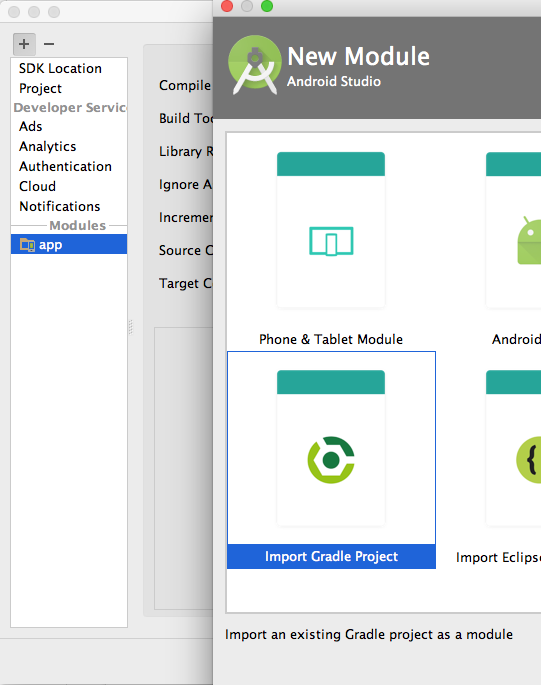 SDK Location
Project
Developer Servic
Ads
Analytics
Authentication
Cloud
Notifications
Modules
app
Compile
Build Too
Library R
Ignore A
Increme
Source C
Target C
New Module
Android Studio
Phone & Tablet Module
Android
Import Gradle Project
Import Eclips
Import an existing Gradle project as a module